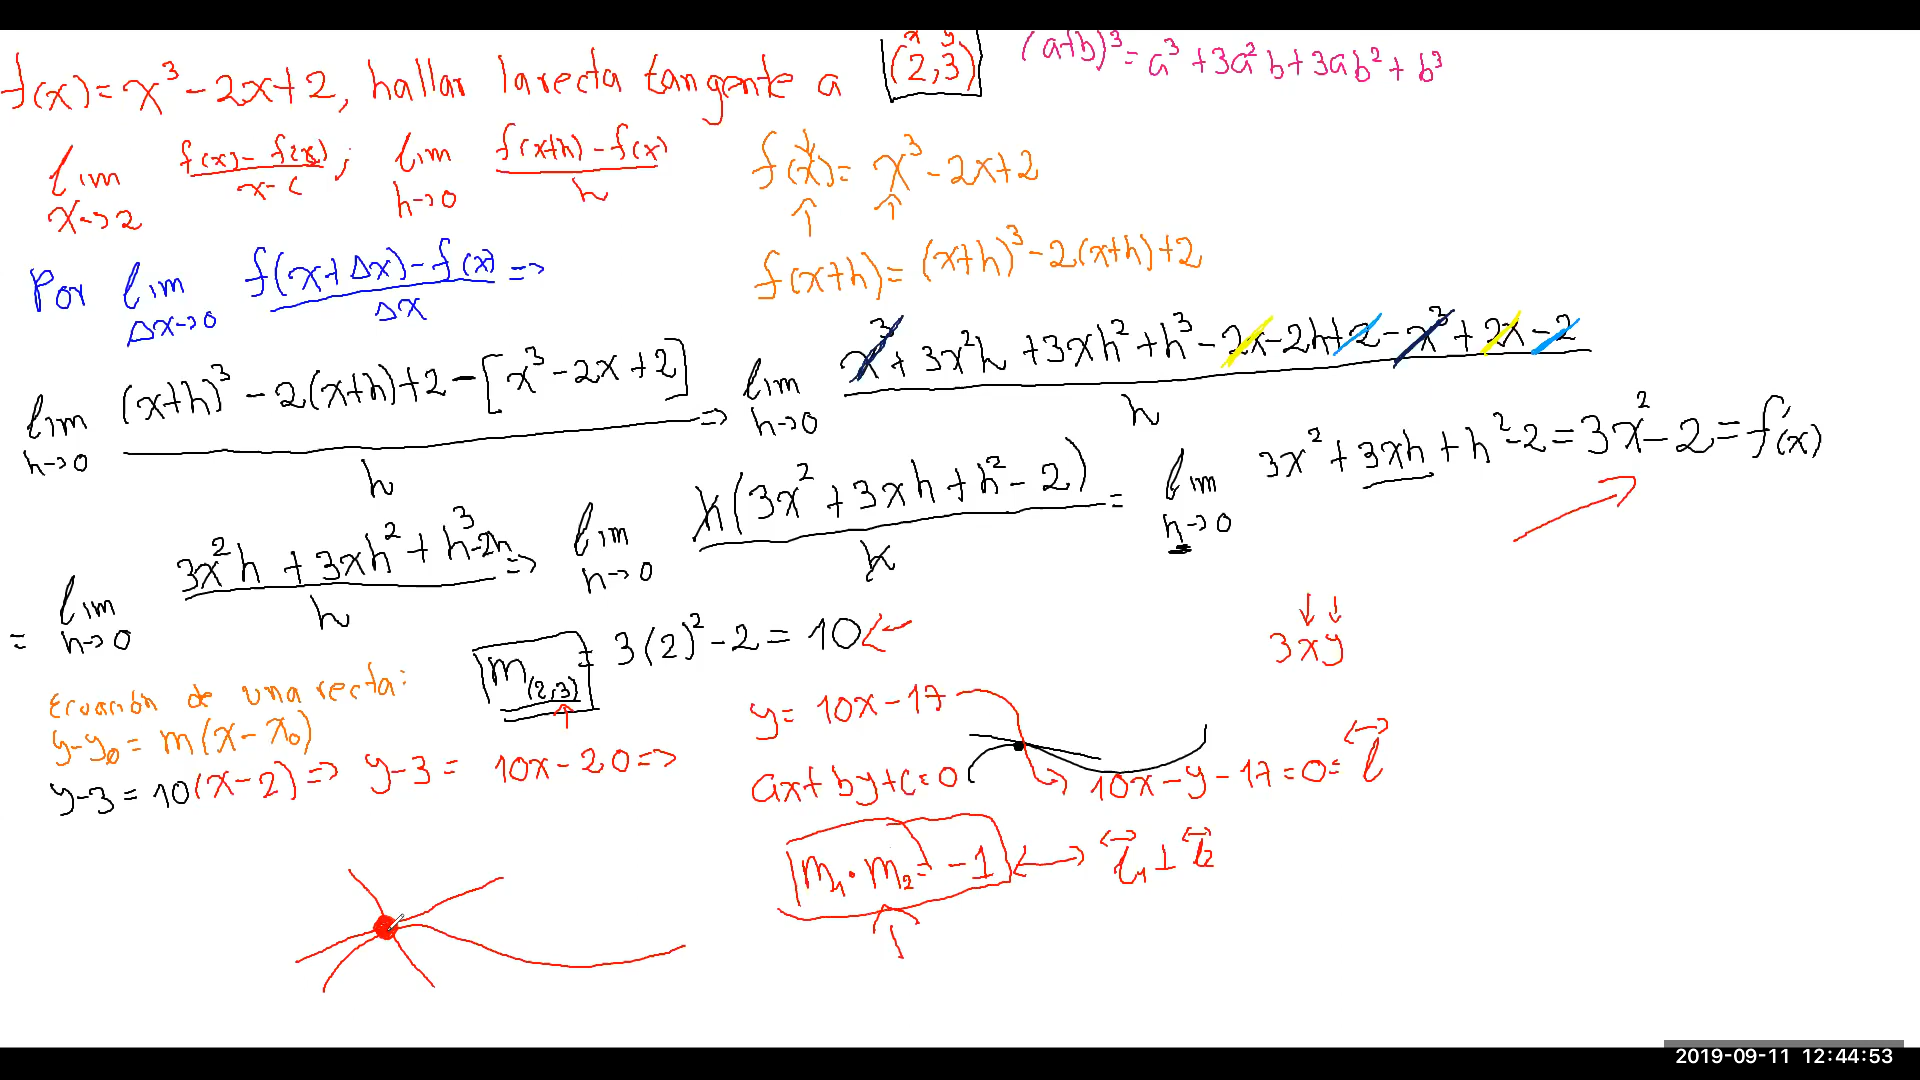 f(x) = x³ - 2x + 2, hallar la recta tangente a (2,3)
x y
(a+b)³ = a³ + 3a²b + 3ab² + b³
lim x→2 (f(x) - f(x))/(x - c) ; lim h→0 (f(x+h) - f(x))/h
f(x) = x³ - 2x + 2
f(x+h) = (x+h)³ - 2(x+h) + 2
Por lim Δx→0 (f(x+Δx) - f(x))/Δx ⇒
lim h→0 ((x+h)³ - 2(x+h) + 2 - [x³ - 2x + 2])/h ⇒ lim h→0 (x³ + 3x²h + 3xh² + h³ - 2x - 2h + 2 - x³ + 2x - 2)/h
= lim h→0 (3x²h + 3xh² + h³ - 2h)/h ⇒ lim h→0 h(3x² + 3xh + h² - 2)/h = lim h→0 3x² + 3xh + h² - 2 = 3x² - 2 = f'(x)
m(2,3) = 3(2)² - 2 = 10
3xy
Ecuación de una recta:
y - y₀ = m(x - x₀)
y - 3 = 10(x - 2) ⇒ y - 3 = 10x - 20 ⇒
y = 10x - 17
ax + by + c = 0
10x - y - 17 = 0 = l
m₁ · m₂ = -1 ↔ l₁ ⊥ l₂
2019-09-11 12:44:53